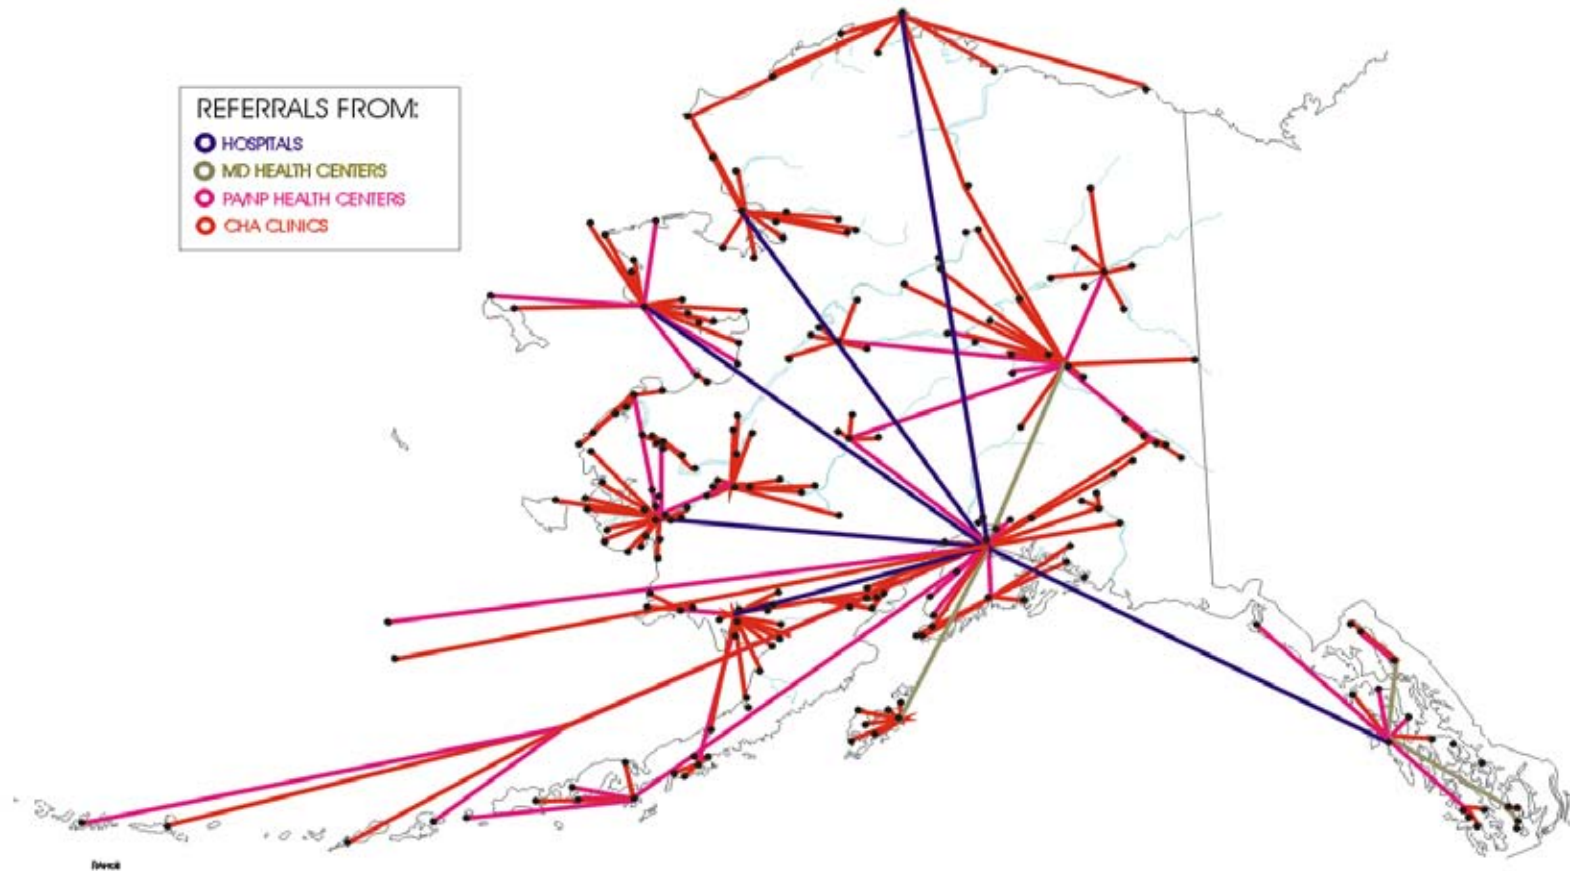 REFERRALS FROM:
HOSPITALS
MD HEALTH CENTERS
PA/NP HEALTH CENTERS
CHA CLINICS